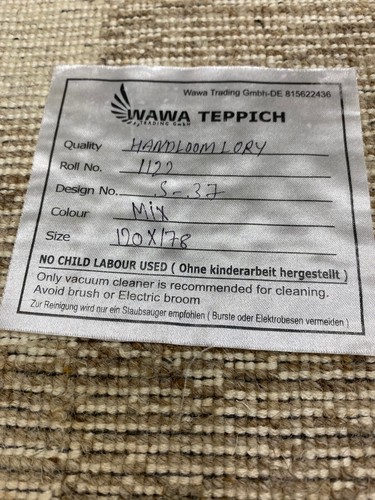 Wawa Trading Gmbh-DE 815622436
WAWA TEPPICH
TRADING GmbH
Quality HANDLOOM LORY
Roll No. 1122
Design No. S-37
Colour Mix
Size 120X178
NO CHILD LABOUR USED ( Ohne kinderarbeit hergestellt )
Only vacuum cleaner is recommended for cleaning.
Avoid brush or Electric broom
Zur Reinigung wird nur ein Slaubsauger empfohlen ( Burste oder Elektrobesen vermeiden )